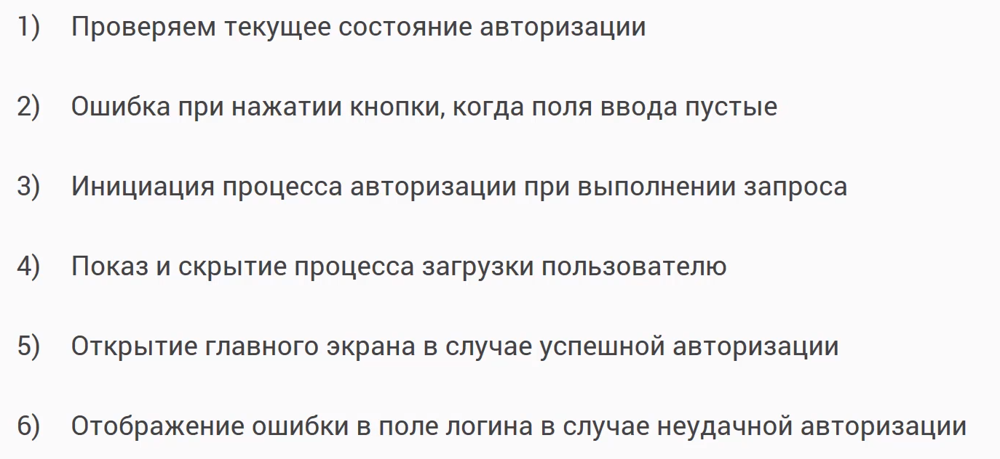 1) Проверяем текущее состояние авторизации
2) Ошибка при нажатии кнопки, когда поля ввода пустые
3) Инициация процесса авторизации при выполнении запроса
4) Показ и скрытие процесса загрузки пользователю
5) Открытие главного экрана в случае успешной авторизации
6) Отображение ошибки в поле логина в случае неудачной авторизации